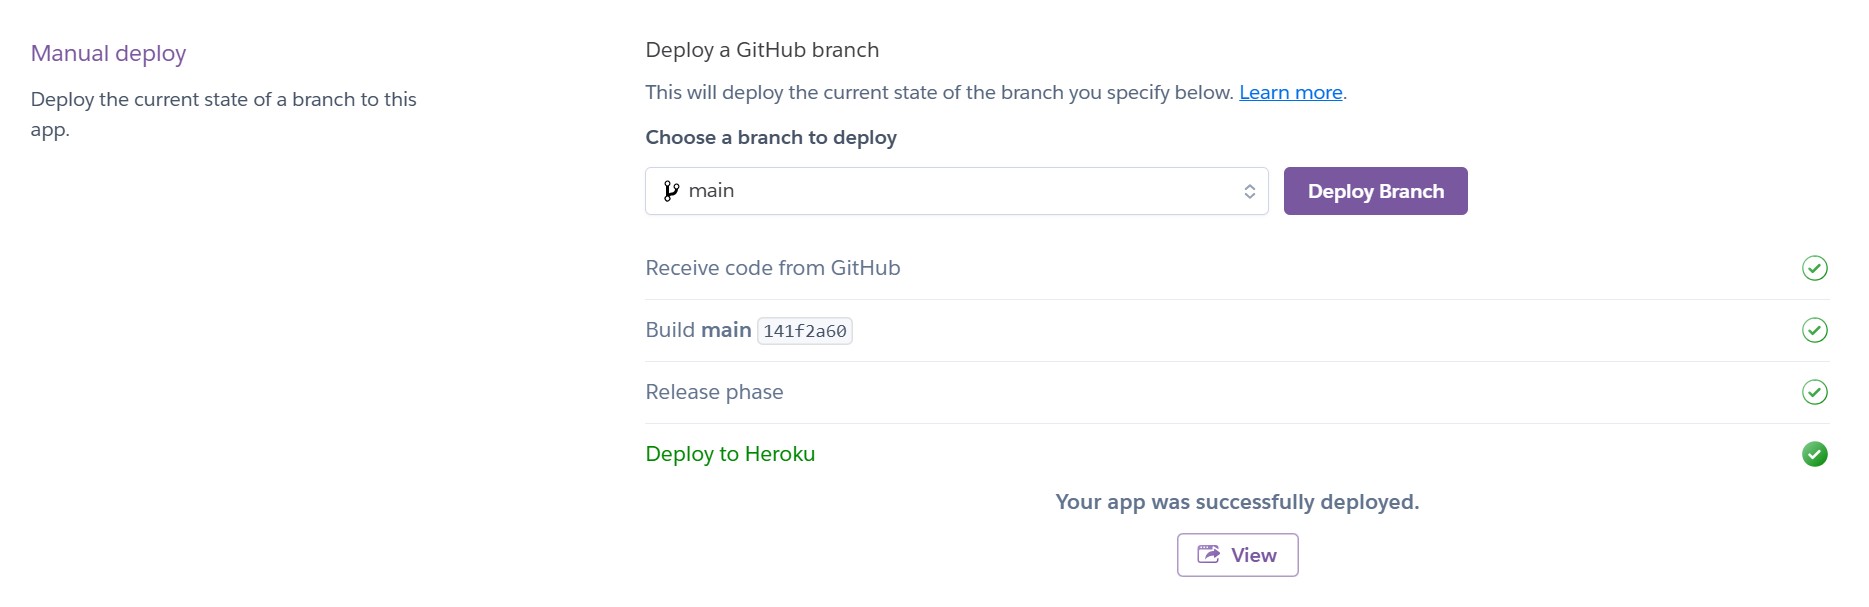 Manual deploy
Deploy the current state of a branch to this
app.
Deploy a GitHub branch
This will deploy the current state of the branch you specify below. Learn more.
Choose a branch to deploy
main
Deploy Branch
Receive code from GitHub
Build main 141f2a60
Release phase
Deploy to Heroku
Your app was successfully deployed.
View